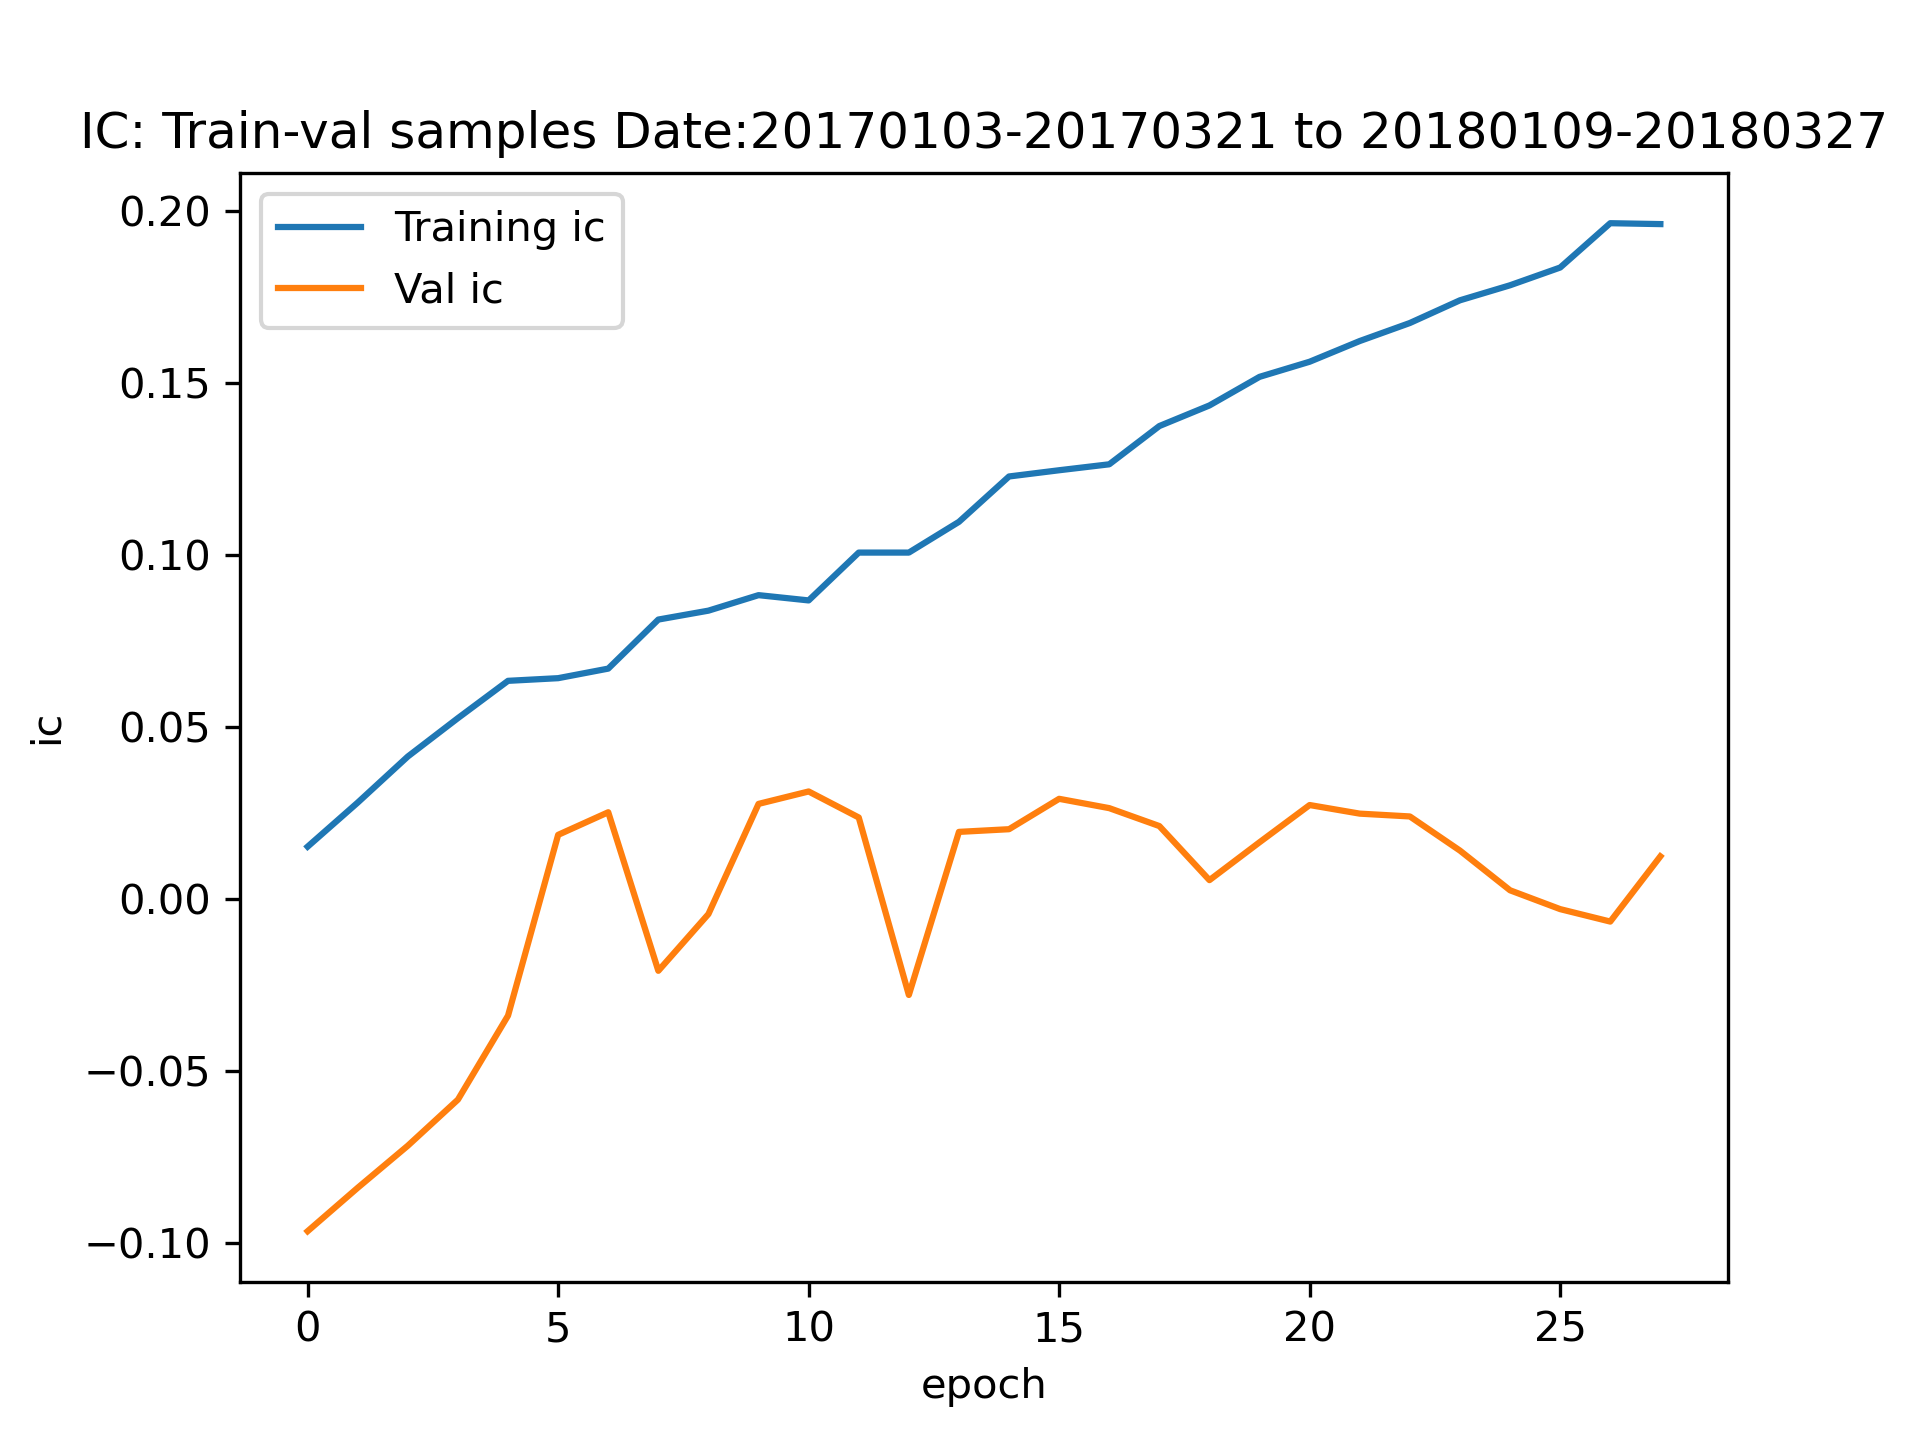 IC: Train-val samples Date:20170103-20170321 to 20180109-20180327
Training ic
Val ic
0.20
0.15
0.10
0.05
0.00
−0.05
−0.10
ic
0 5 10 15 20 25
epoch